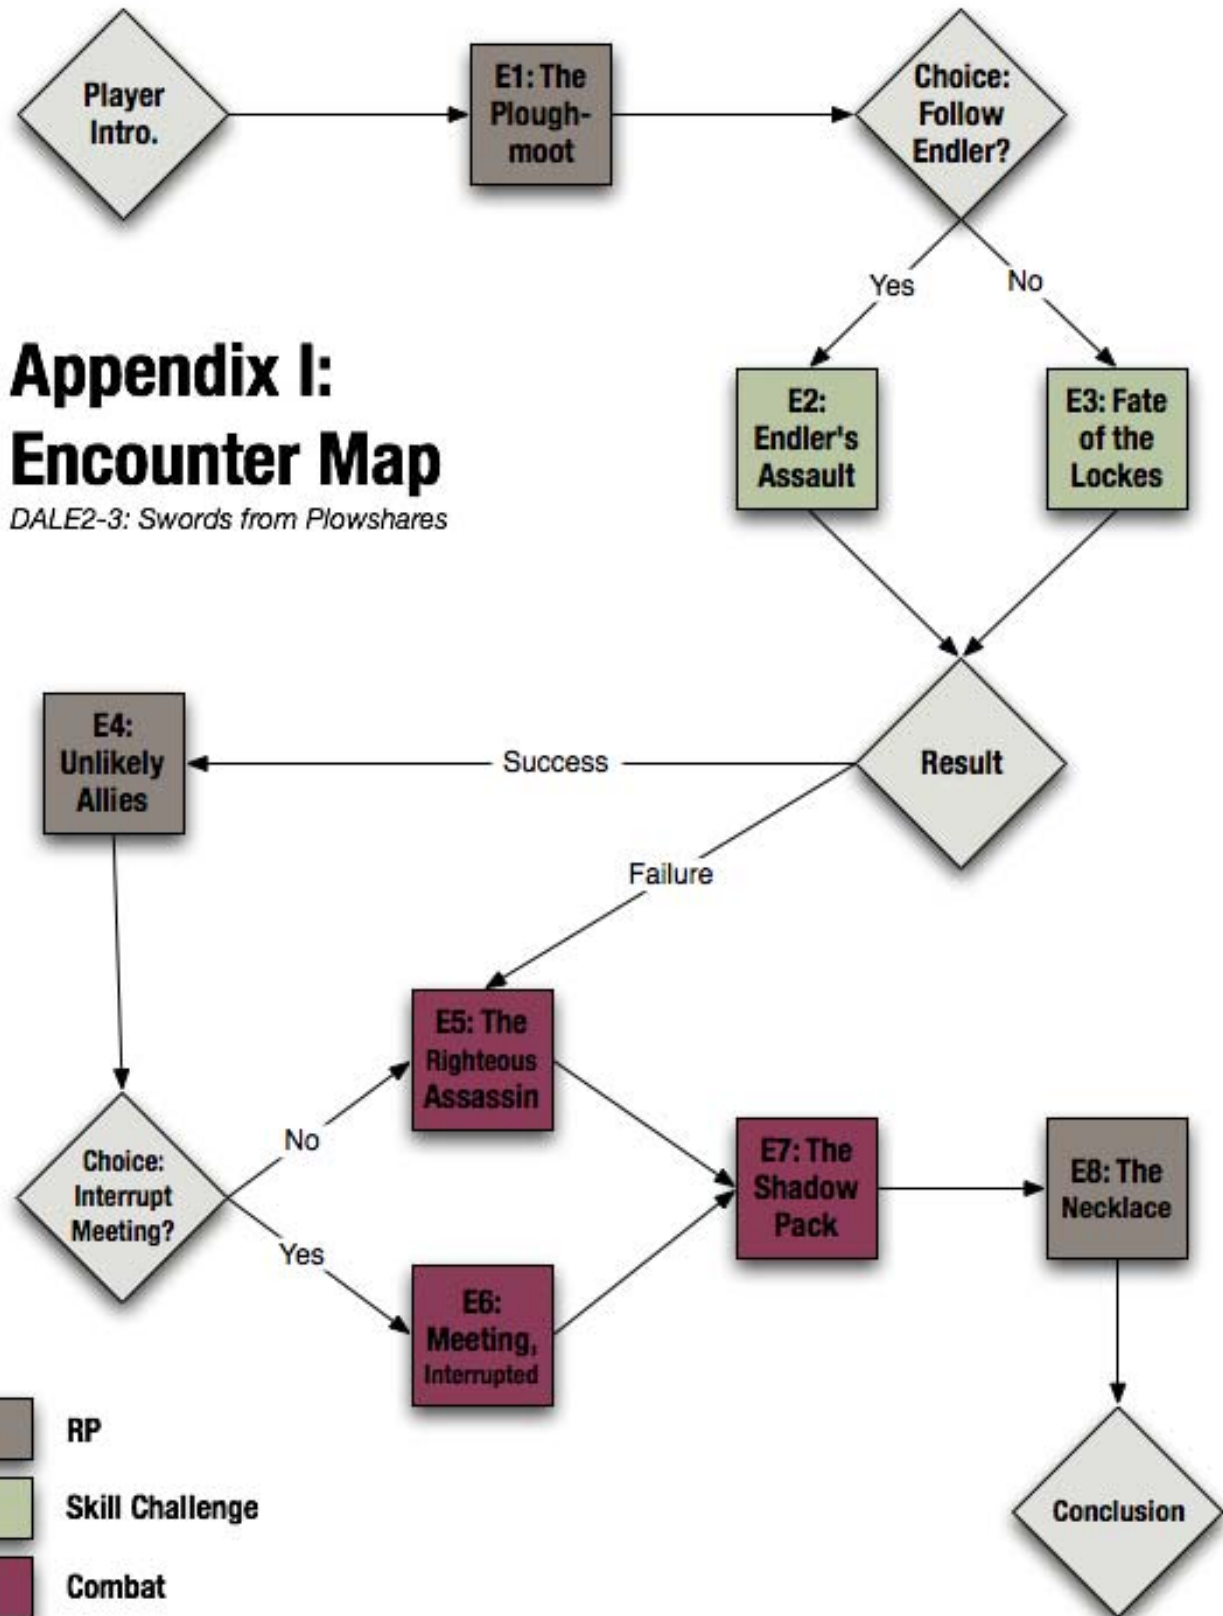 Player
Intro.
E1: The
Plough-
moot
Choice:
Follow
Endler?
Yes
No
Appendix I:
Encounter Map
DALE2-3: Swords from Plowshares
E2:
Endler's
Assault
E3: Fate
of the
Lockes
E4:
Unlikely
Allies
Success
Result
Failure
E5: The
Righteous
Assassin
Choice:
Interrupt
Meeting?
No
Yes
E6:
Meeting,
Interrupted
E7: The
Shadow
Pack
E8: The
Necklace
RP
Skill Challenge
Combat
Conclusion